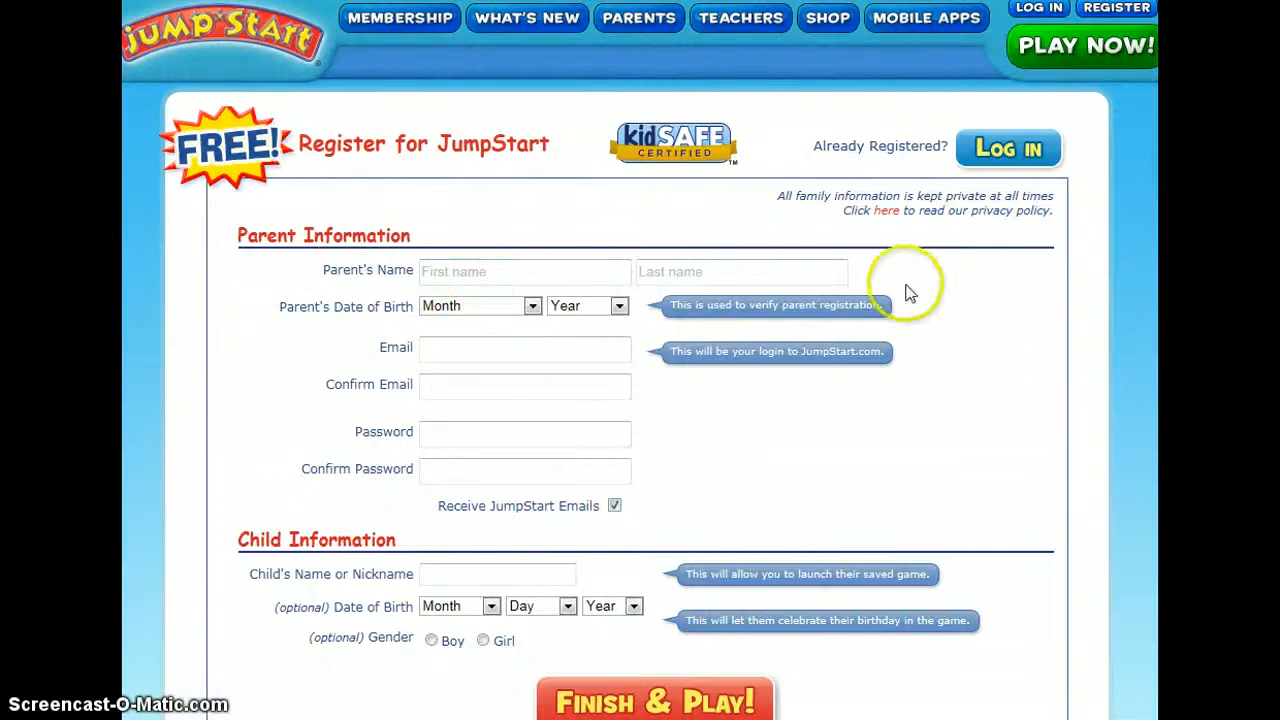 JUMPSTART
MEMBERSHIP WHAT'S NEW PARENTS TEACHERS SHOP MOBILE APPS LOG IN REGISTER
PLAY NOW!
FREE! Register for JumpStart kidSAFE CERTIFIED ™ Already Registered? LOG IN
All family information is kept private at all times
Click here to read our privacy policy.
Parent Information
Parent's Name First name Last name
Parent's Date of Birth Month Year This is used to verify parent registration.
Email This will be your login to JumpStart.com.
Confirm Email
Password
Confirm Password
Receive JumpStart Emails
Child Information
Child's Name or Nickname This will allow you to launch their saved game.
(optional) Date of Birth Month Day Year This will let them celebrate their birthday in the game.
(optional) Gender Boy Girl
FINISH & PLAY!
Screencast-O-Matic.com